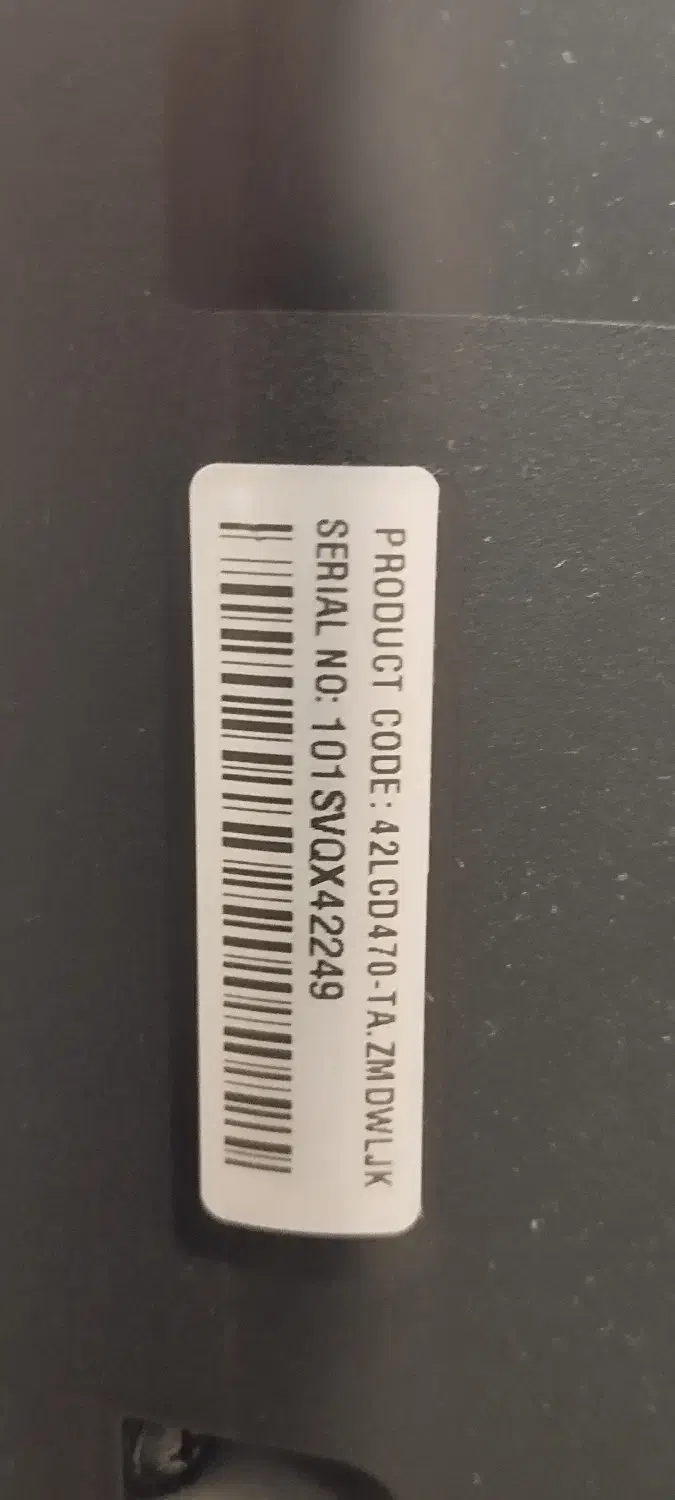 PRODUCT CODE: 42LCD470-TA.ZMDWLJK
SERIAL NO: 101SVQX42249